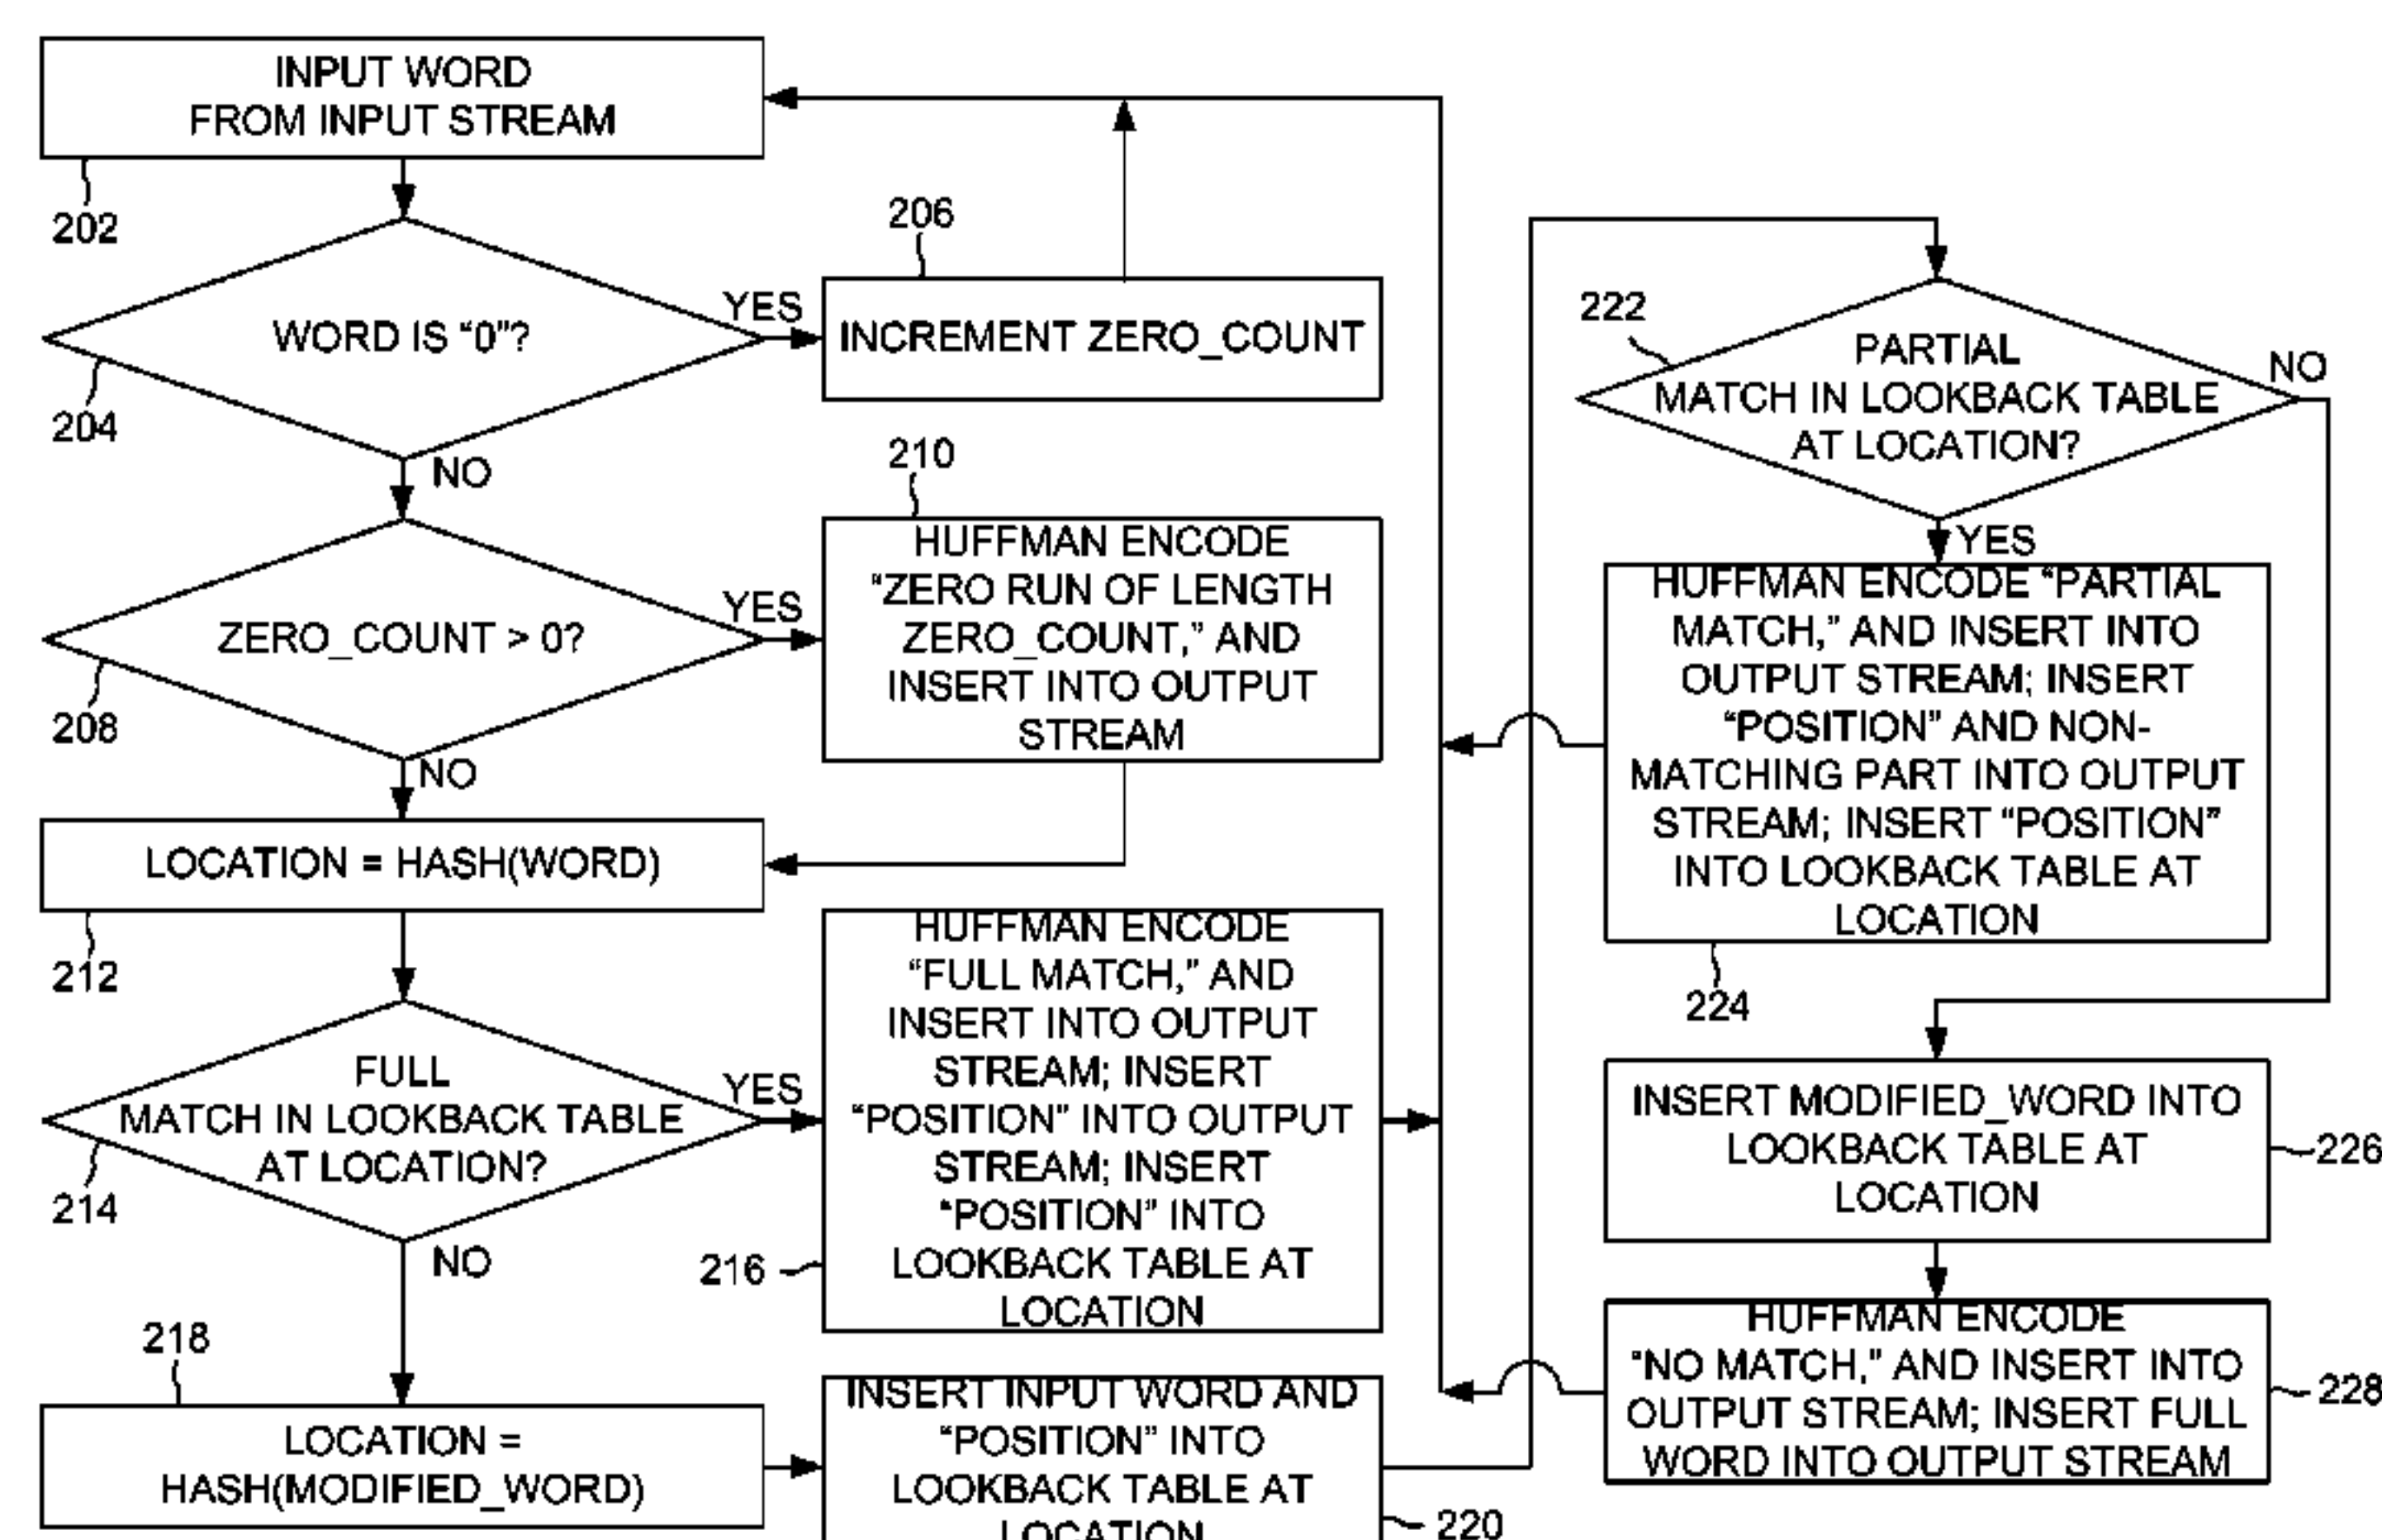 INPUT WORD
FROM INPUT STREAM
202
WORD IS “0”?
204
YES
206
INCREMENT ZERO_COUNT
NO
ZERO_COUNT > 0?
208
YES
210
HUFFMAN ENCODE
“ZERO RUN OF LENGTH
ZERO_COUNT,” AND
INSERT INTO OUTPUT
STREAM
NO
LOCATION = HASH(WORD)
212
FULL
MATCH IN LOOKBACK TABLE
AT LOCATION?
214
YES
HUFFMAN ENCODE
“FULL MATCH,” AND
INSERT INTO OUTPUT
STREAM; INSERT
“POSITION” INTO OUTPUT
STREAM; INSERT
“POSITION” INTO
LOOKBACK TABLE AT
LOCATION
216
NO
218
LOCATION =
HASH(MODIFIED_WORD)
INSERT INPUT WORD AND
“POSITION” INTO
LOOKBACK TABLE AT
LOCATION
220
222
PARTIAL
MATCH IN LOOKBACK TABLE
AT LOCATION?
NO
YES
HUFFMAN ENCODE “PARTIAL
MATCH,” AND INSERT INTO
OUTPUT STREAM; INSERT
“POSITION” AND NON-
MATCHING PART INTO OUTPUT
STREAM; INSERT “POSITION”
INTO LOOKBACK TABLE AT
LOCATION
224
INSERT MODIFIED_WORD INTO
LOOKBACK TABLE AT
LOCATION
226
HUFFMAN ENCODE
“NO MATCH,” AND INSERT INTO
OUTPUT STREAM; INSERT FULL
WORD INTO OUTPUT STREAM
228